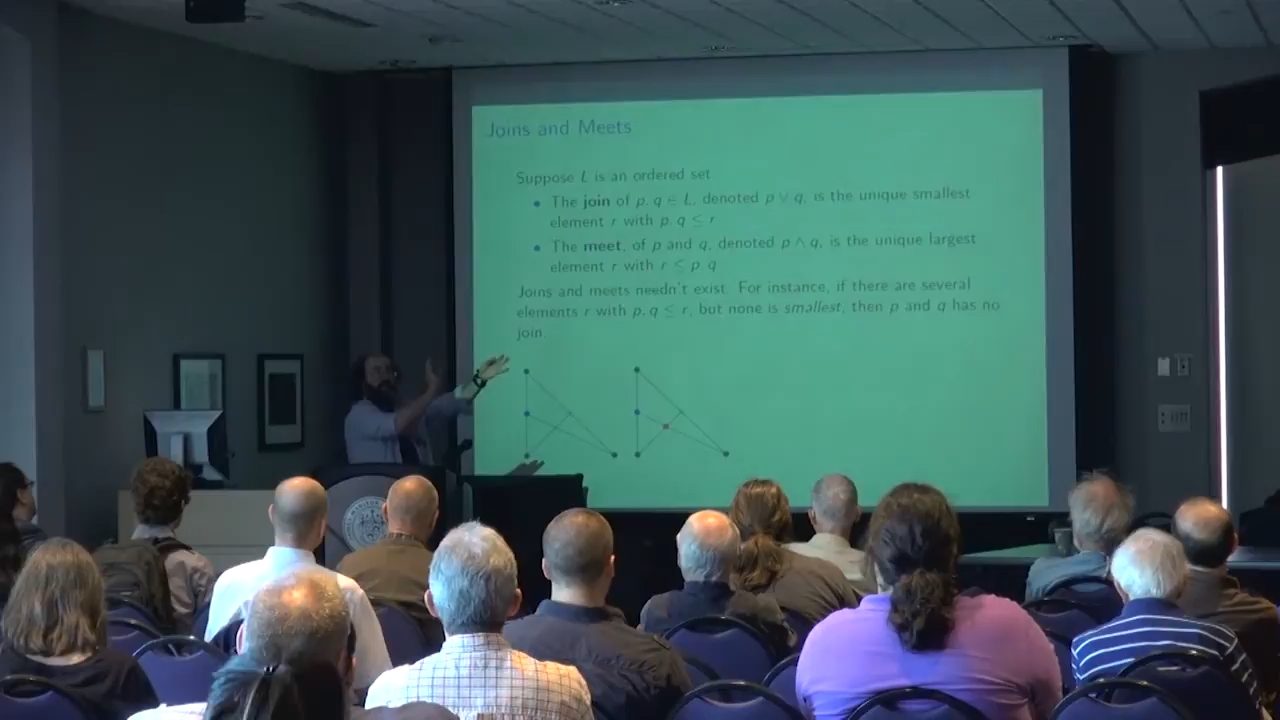 Joins and Meets
Suppose L is an ordered set
• The join of p, q ∈ L, denoted p ∨ q, is the unique smallest
element r with p, q ≤ r
• The meet, of p and q, denoted p ∧ q, is the unique largest
element r with r ≤ p, q
Joins and meets needn't exist. For instance, if there are several
elements r with p, q ≤ r, but none is smallest, then p and q has no
join.